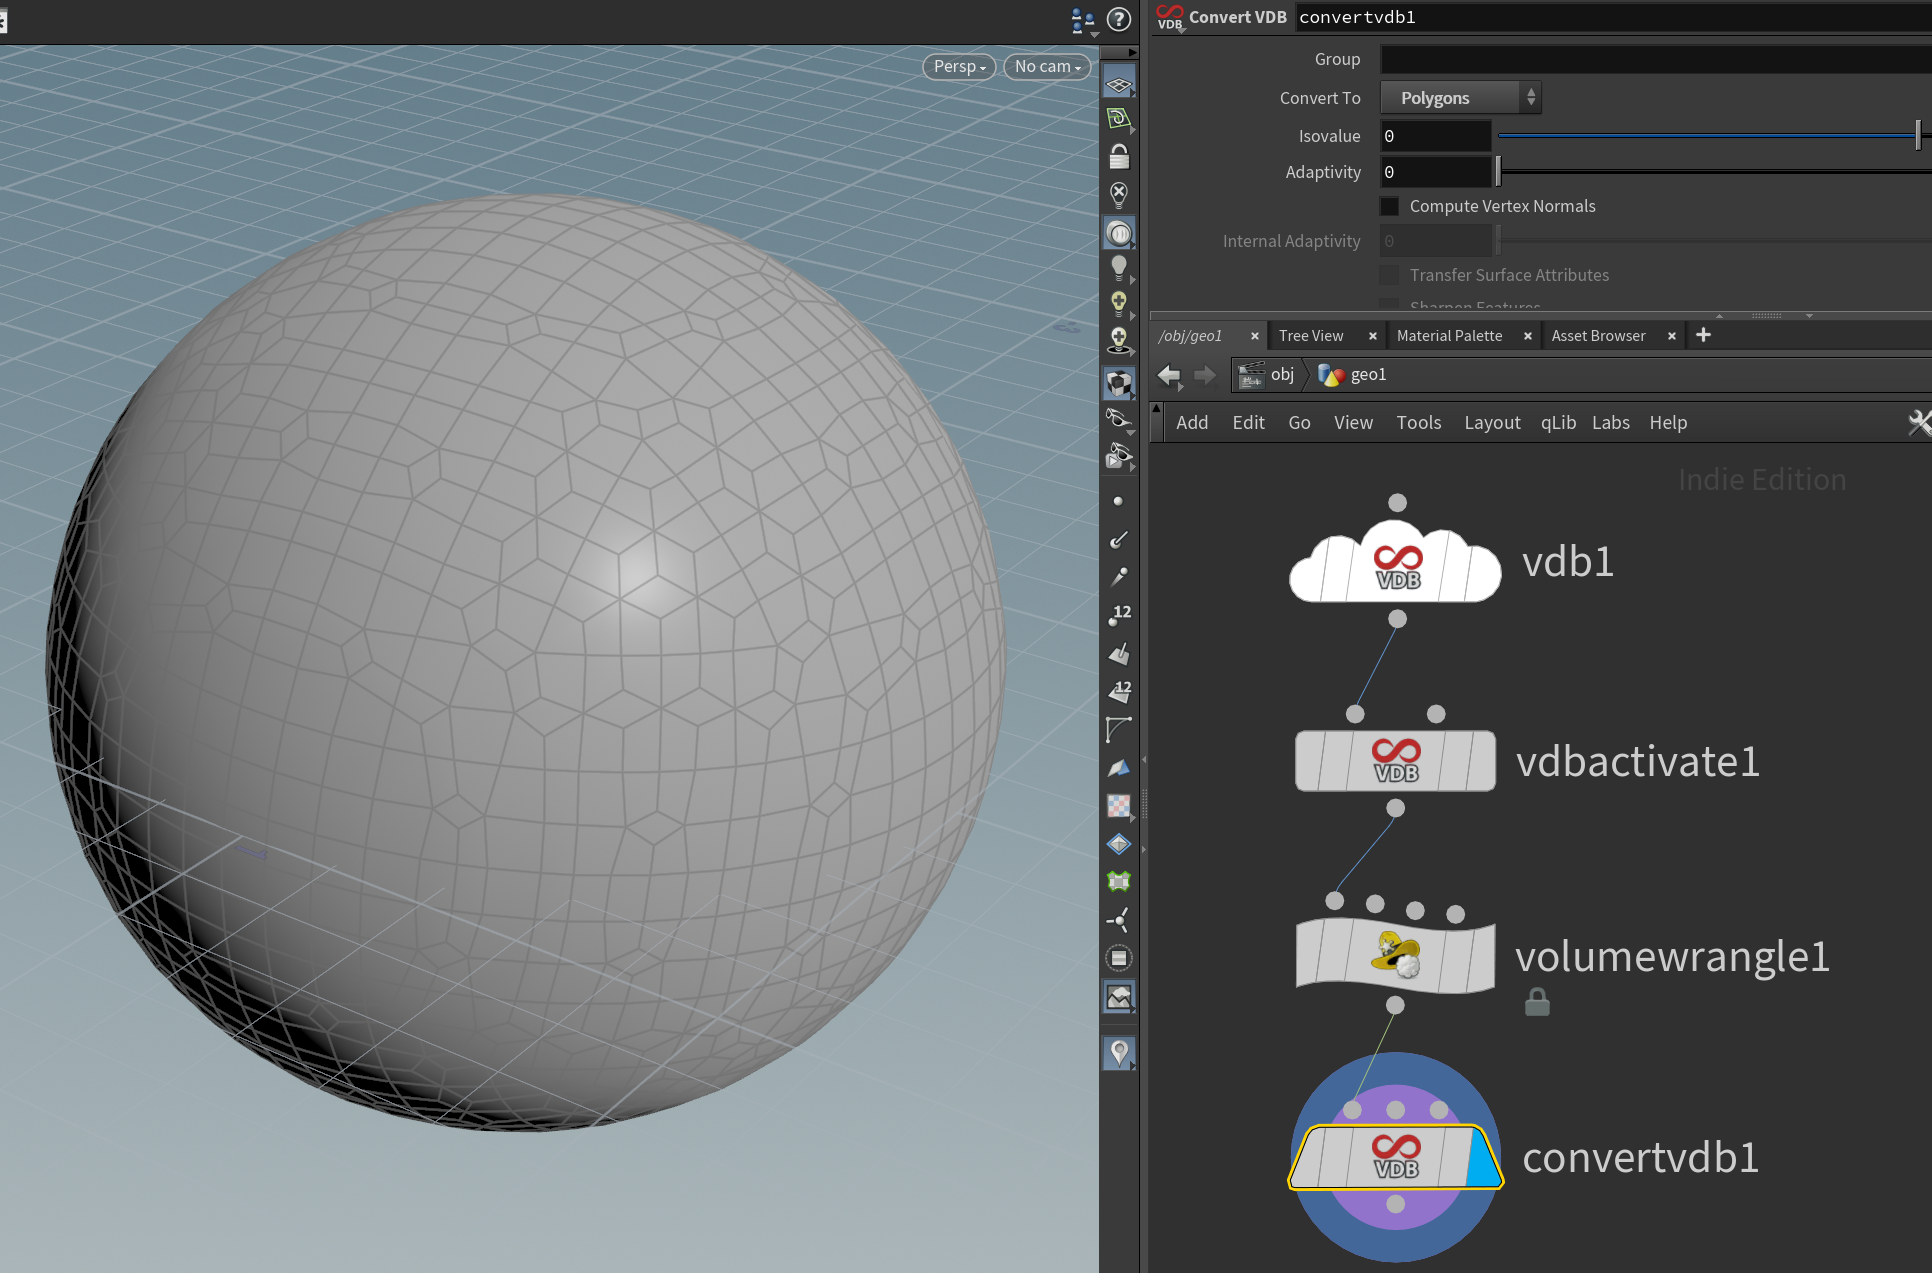 Persp
No cam
?
12
12
VDB Convert VDB convertvdb1
Group
Convert To Polygons
Isovalue 0
Adaptivity 0
Compute Vertex Normals
Internal Adaptivity 0
Transfer Surface Attributes
Sharpen Features
/obj/geo1 × Tree View × Material Palette × Asset Browser × +
obj geo1
Add Edit Go View Tools Layout qLib Labs Help
Indie Edition
VDB vdb1
VDB vdbactivate1
volumewrangle1
VDB convertvdb1